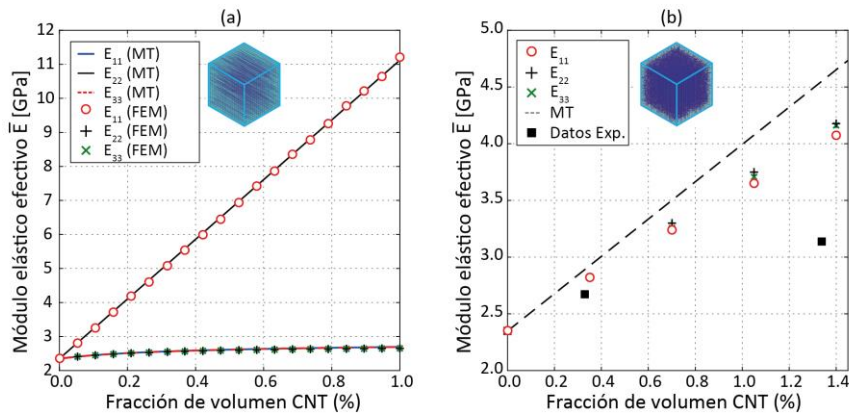 (a)
Módulo elástico efectivo E̅ [GPa]
12
11
10
9
8
7
6
5
4
3
2
E₁₁ (MT)
E₂₂ (MT)
E₃₃ (MT)
E₁₁ (FEM)
E₂₂ (FEM)
E₃₃ (FEM)
0.0 0.2 0.4 0.6 0.8 1.0
Fracción de volumen CNT (%)
(b)
Módulo elástico efectivo E̅ [GPa]
5.0
4.5
4.0
3.5
3.0
2.5
2.0
E₁₁
E₂₂
E₃₃
MT
Datos Exp.
0.0 0.2 0.4 0.6 0.8 1.0 1.2 1.4
Fracción de volumen CNT (%)